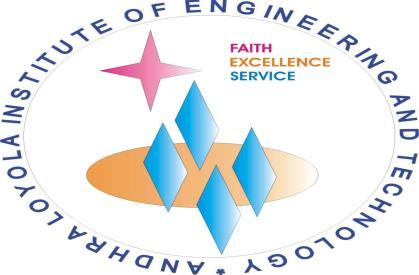 ANDHRA LOYOLA INSTITUTE OF ENGINEERING AND TECHNOLOGY *
FAITH
EXCELLENCE
SERVICE